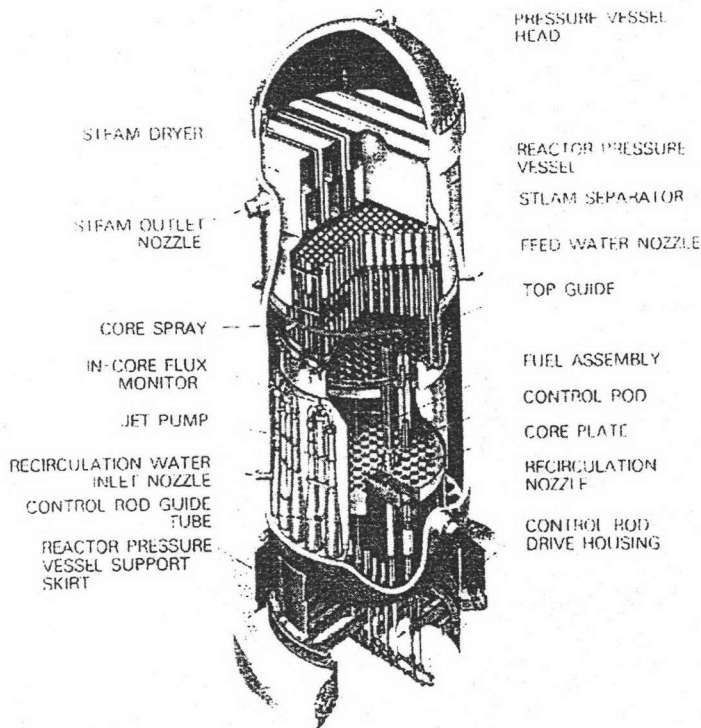 PRESSURE VESSEL
HEAD
STEAM DRYER
REACTOR PRESSURE
VESSEL
STEAM SEPARATOR
STEAM OUTLET
NOZZLE
FEED WATER NOZZLE
TOP GUIDE
CORE SPRAY
IN-CORE FLUX
MONITOR
FUEL ASSEMBLY
CONTROL ROD
JET PUMP
CORE PLATE
RECIRCULATION WATER
INLET NOZZLE
RECIRCULATION
NOZZLE
CONTROL ROD GUIDE
TUBE
CONTROL ROD
DRIVE HOUSING
REACTOR PRESSURE
VESSEL SUPPORT
SKIRT